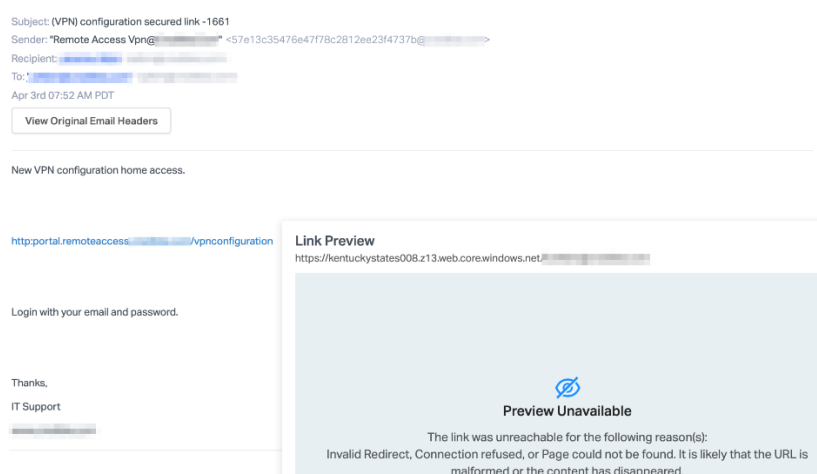 Subject: (VPN) configuration secured link -1661
Sender: "Remote Access Vpn@ " <57e13c35476e47f78c2812ee23f4737b@ >
Recipient:
To: '
Apr 3rd 07:52 AM PDT
View Original Email Headers
New VPN configuration home access.
http:portal.remoteaccess /vpnconfiguration
Link Preview
https://kentuckystates008.z13.web.core.windows.net/
Login with your email and password.
Preview Unavailable
Thanks,
IT Support
The link was unreachable for the following reason(s):
Invalid Redirect, Connection refused, or Page could not be found. It is likely that the URL is
malformed or the content has disappeared.